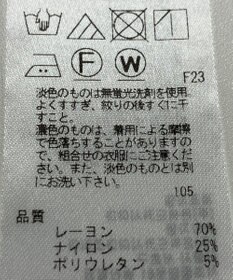 F
W
F23
淡色のものは無蛍光洗剤を使用、
よくすすぎ、絞りの後すぐに干
すこと。
濃色のものは、着用による摩擦
で色落ちすることがありますの
で、組合せの衣服にご注意くだ
さい。また、淡色のものとは別
にお洗い下さい。
105
品質
レーヨン 70%
ナイロン 25%
ポリウレタン 5%